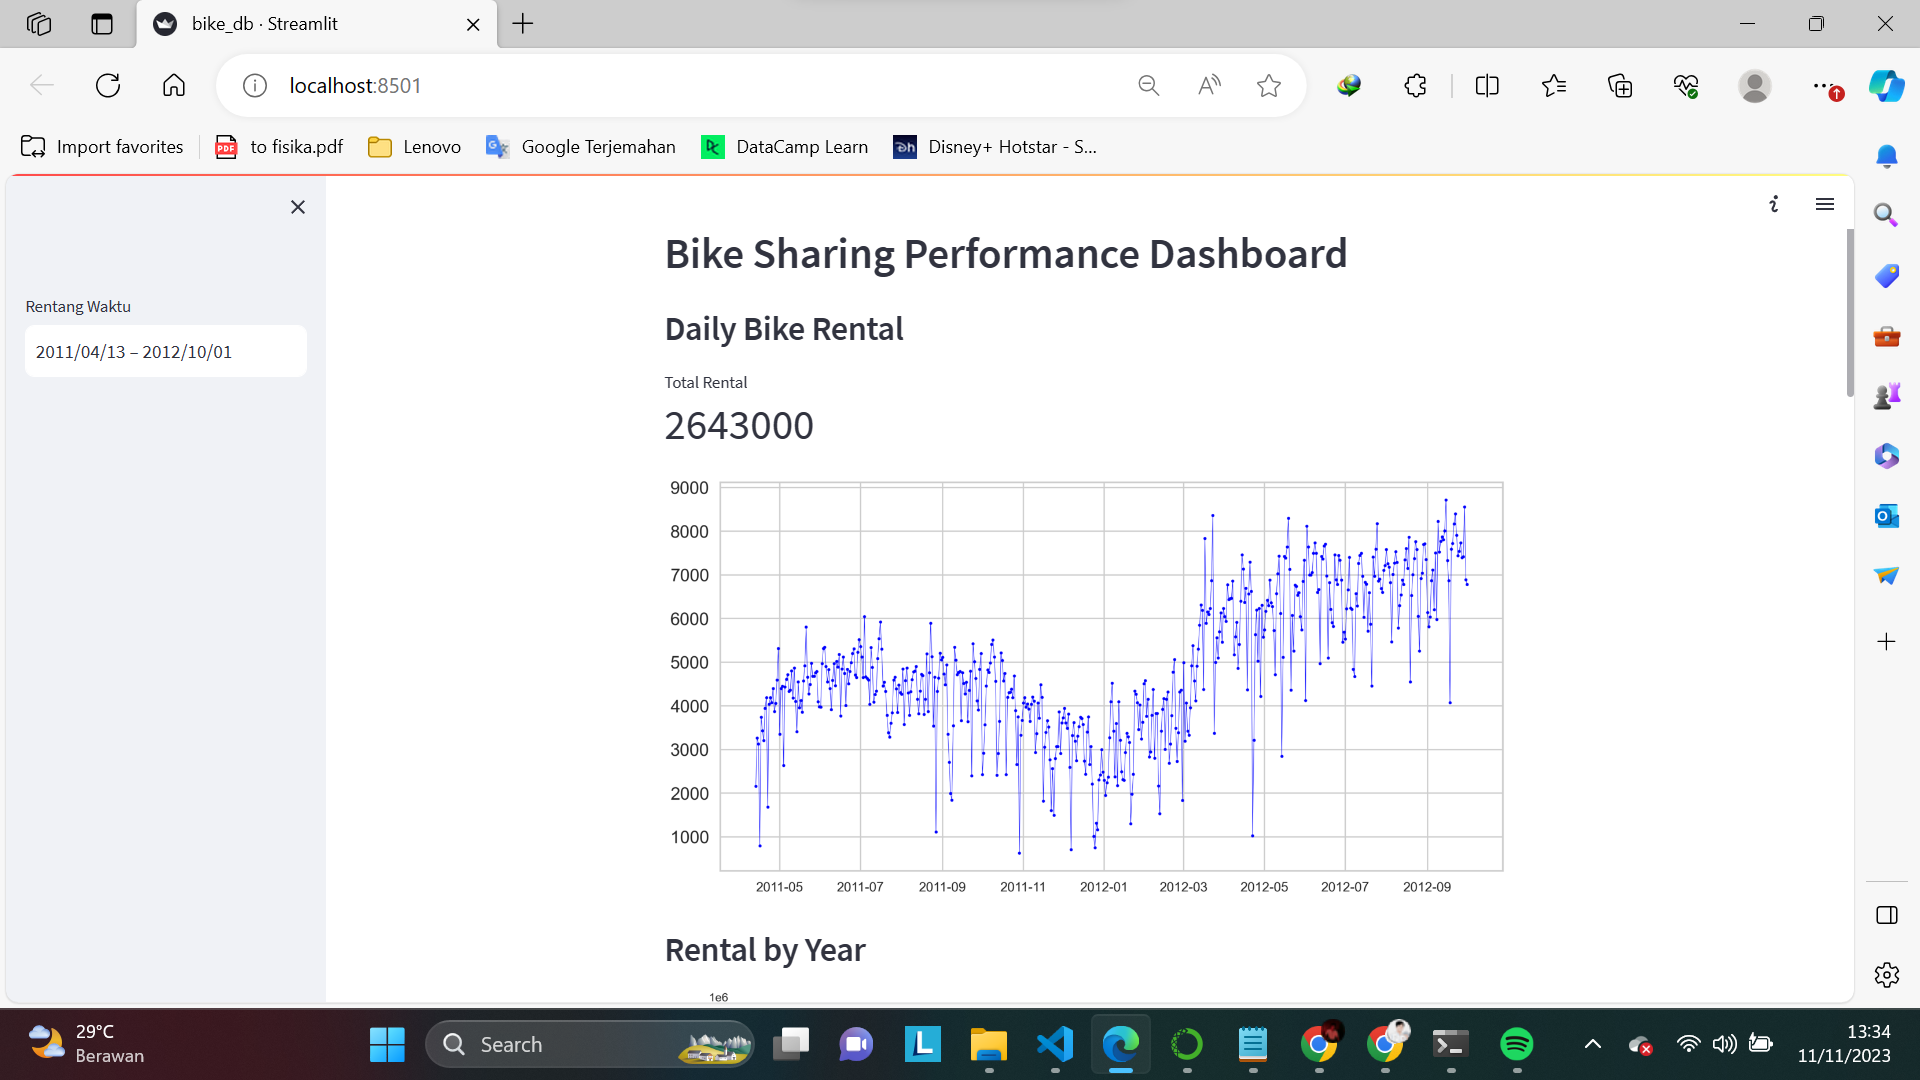 bike_db · Streamlit
localhost:8501
Import favorites
to fisika.pdf
Lenovo
Google Terjemahan
DataCamp Learn
Disney+ Hotstar - S...
Rentang Waktu
2011/04/13 – 2012/10/01
Bike Sharing Performance Dashboard
Daily Bike Rental
Total Rental
2643000
9000
8000
7000
6000
5000
4000
3000
2000
1000
2011-05 2011-07 2011-09 2011-11 2012-01 2012-03 2012-05 2012-07 2012-09
Rental by Year
1e6
29°C
Berawan
Search
13:34
11/11/2023